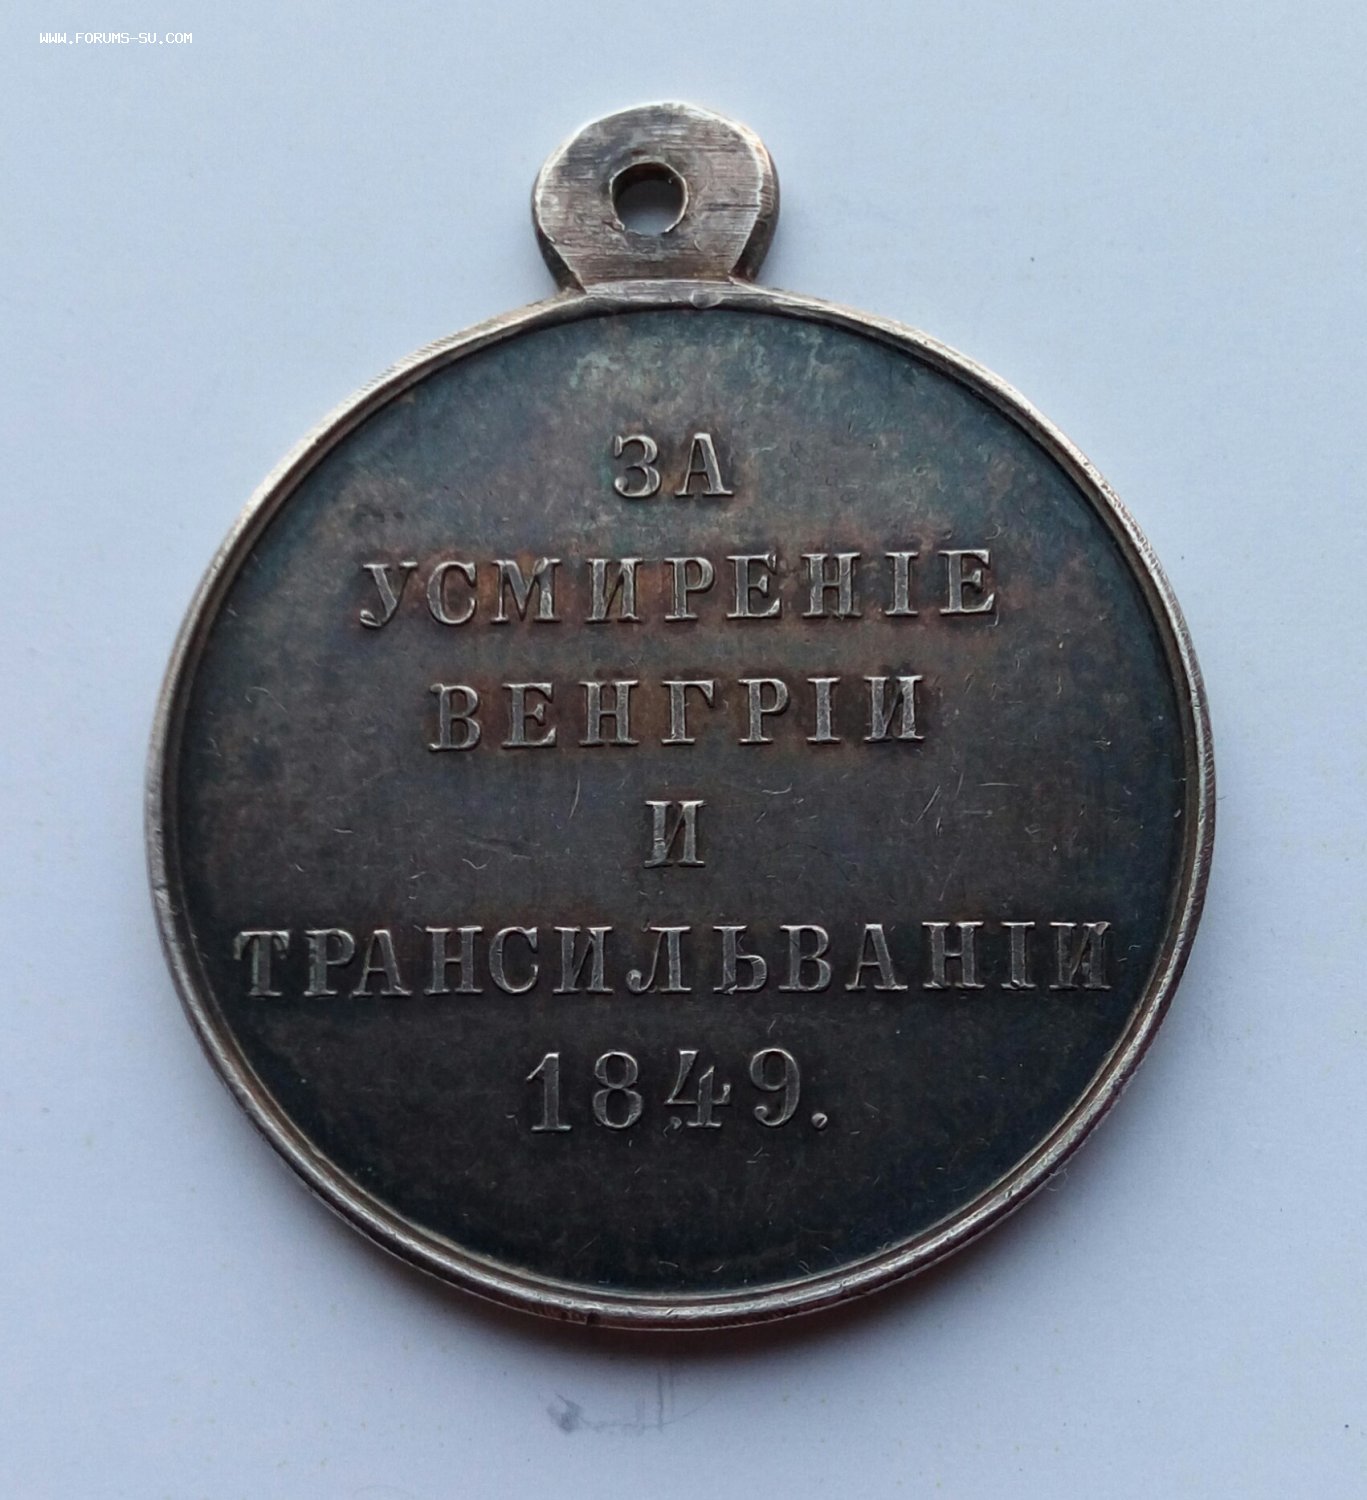 WWW.FORUMS-SU.COM
ЗА
УСМИРЕНІЕ
ВЕНГРІИ
И
ТРАНСИЛЬВАНІИ
1849.